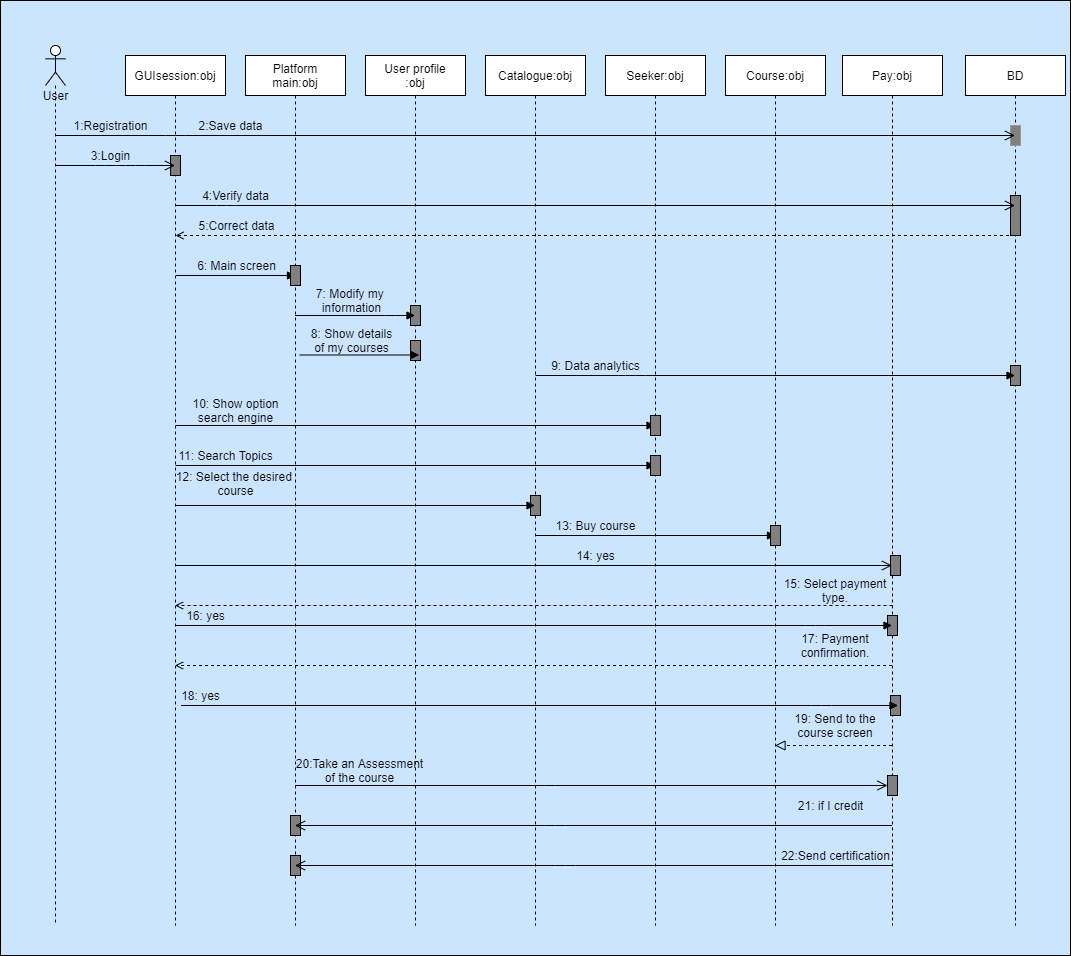 User
GUIsession:obj
Platform
main:obj
User profile
:obj
Catalogue:obj
Seeker:obj
Course:obj
Pay:obj
BD
1:Registration
2:Save data
3:Login
4:Verify data
5:Correct data
6: Main screen
7: Modify my
information
8: Show details
of my courses
9: Data analytics
10: Show option
search engine
11: Search Topics
12: Select the desired
course
13: Buy course
14: yes
15: Select payment
type.
16: yes
17: Payment
confirmation.
18: yes
19: Send to the
course screen
20:Take an Assessment
of the course
21: if I credit
22:Send certification